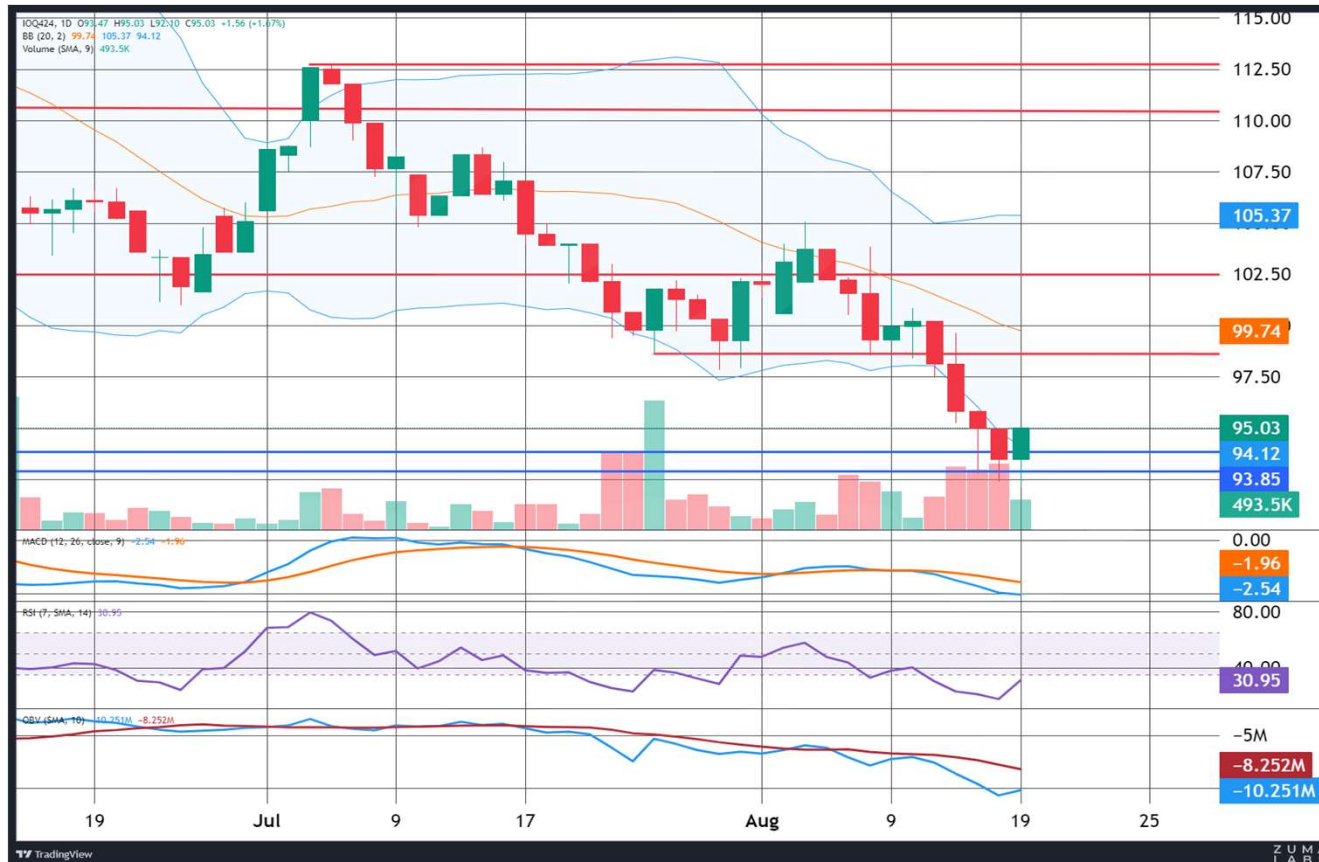 IOQ424, 1D O93.47 H95.03 L92.10 C95.03 +1.56 (+1.67%)
BB (20, 2) 99.74 105.37 94.12
Volume (SMA, 9) 493.5K
115.00
112.50
110.00
107.50
105.37
102.50
99.74
97.50
95.03
94.12
93.85
493.5K
MACD (12, 26, close, 9) −2.54 −1.96
0.00
−1.96
−2.54
RSI (7, SMA, 14) 30.95
80.00
40.00
30.95
OBV (SMA, 10) −10.251M −8.252M
−5M
−8.252M
−10.251M
19 Jul 9 17 Aug 9 19 25
TradingView